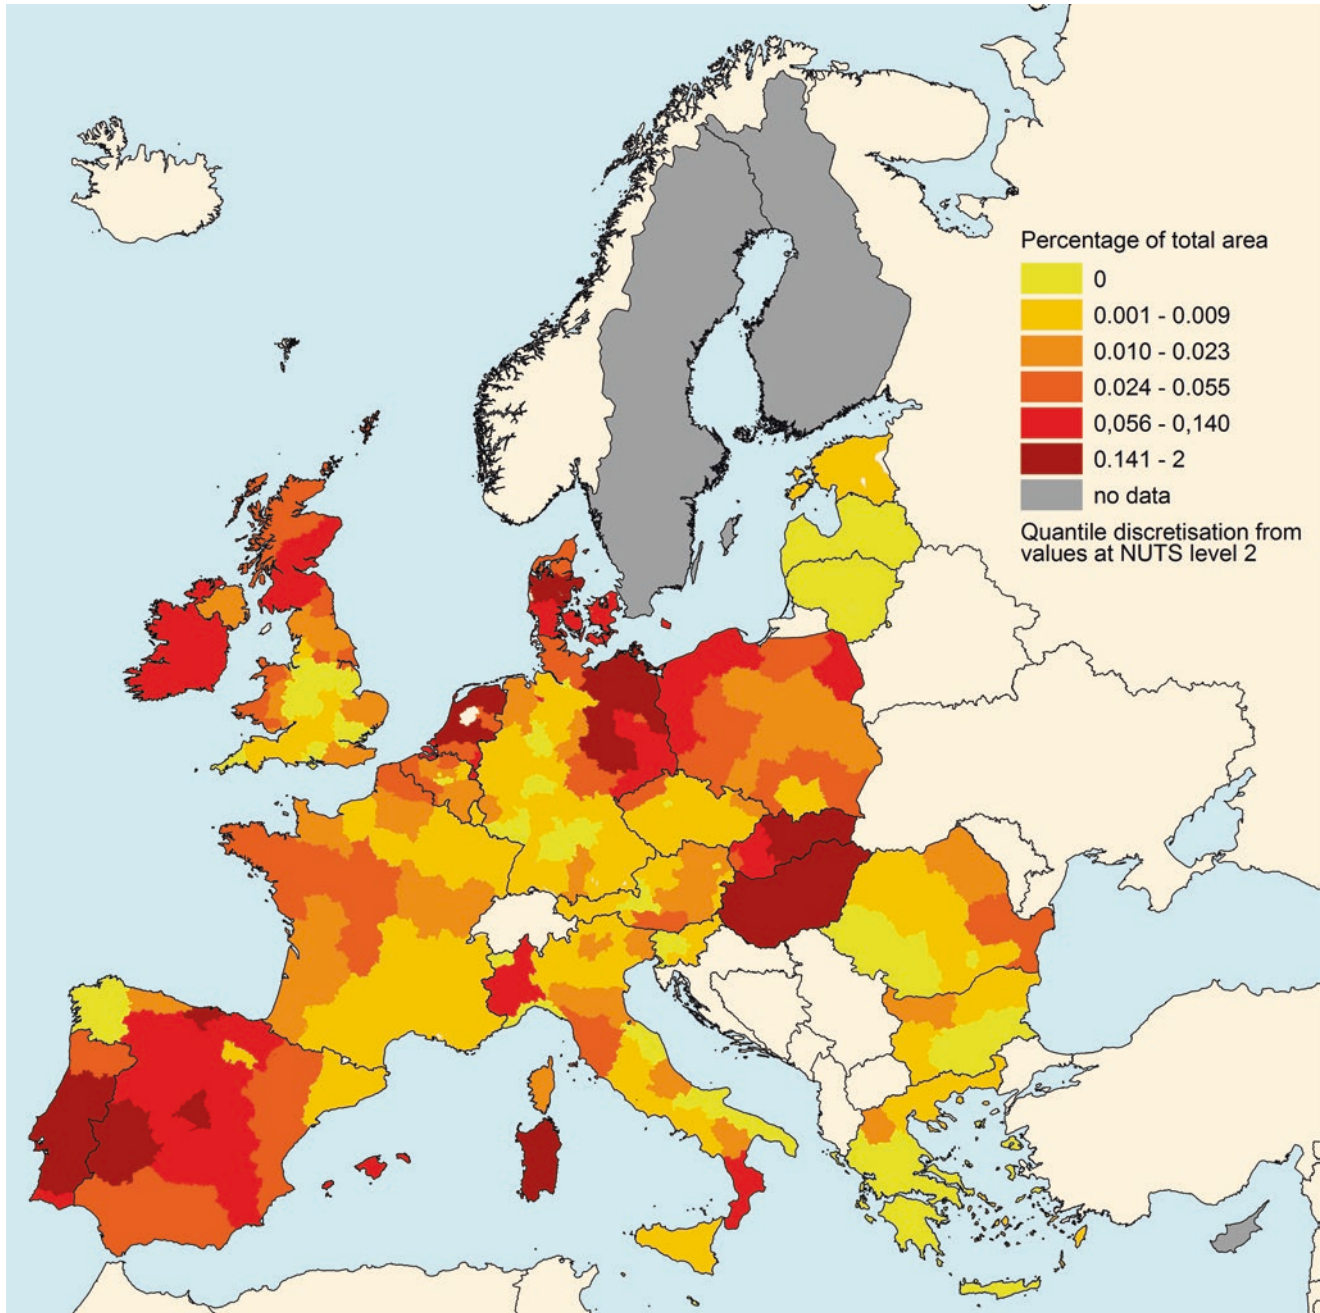 Percentage of total area
0
0.001 - 0.009
0.010 - 0.023
0.024 - 0.055
0,056 - 0,140
0.141 - 2
no data
Quantile discretisation from
values at NUTS level 2